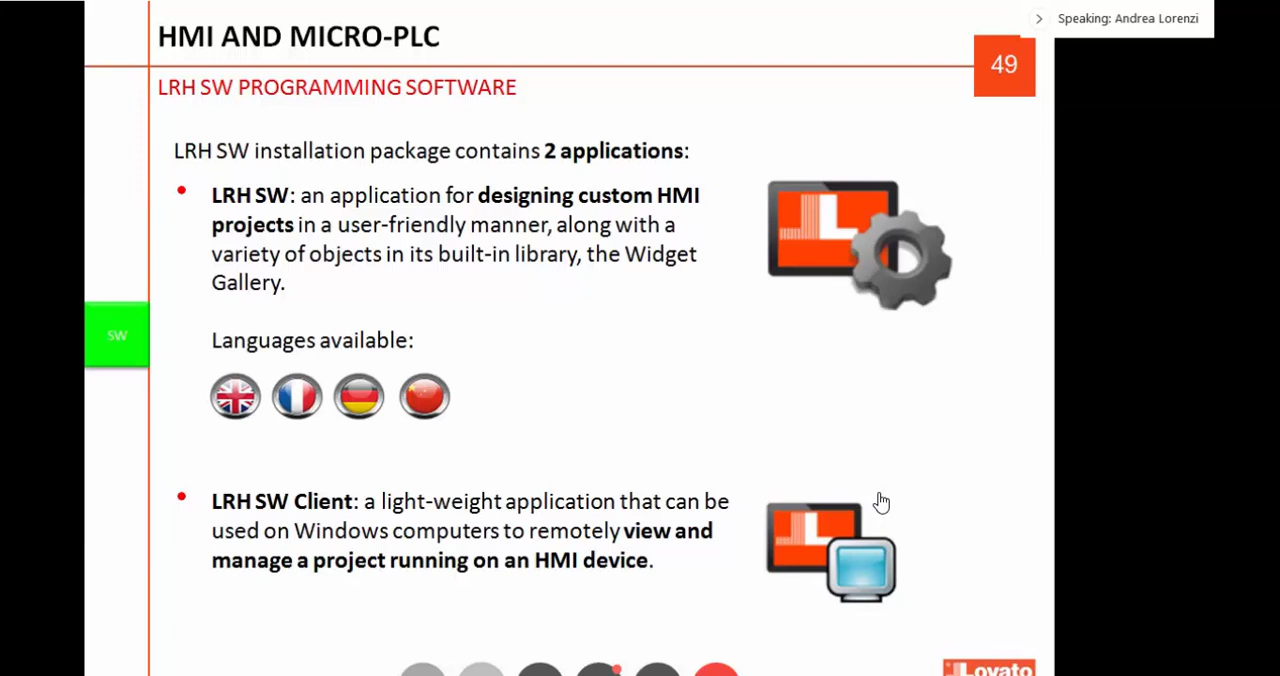 Speaking: Andrea Lorenzi
HMI AND MICRO-PLC
49
LRH SW PROGRAMMING SOFTWARE
LRH SW installation package contains 2 applications:
• LRH SW: an application for designing custom HMI
projects in a user-friendly manner, along with a
variety of objects in its built-in library, the Widget
Gallery.
SW
Languages available:
• LRH SW Client: a light-weight application that can be
used on Windows computers to remotely view and
manage a project running on an HMI device.
Lovato